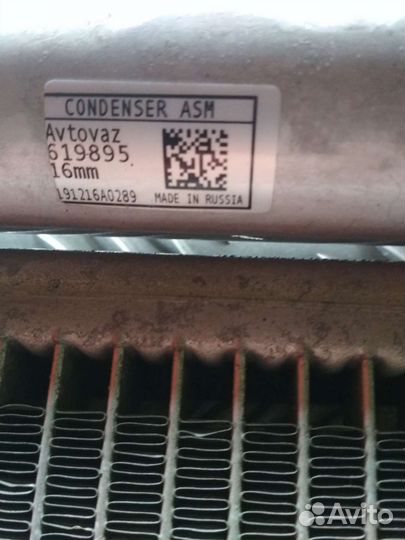 CONDENSER ASM
Avtovaz
619895
16mm
191216A0289 MADE IN RUSSIA
Avito